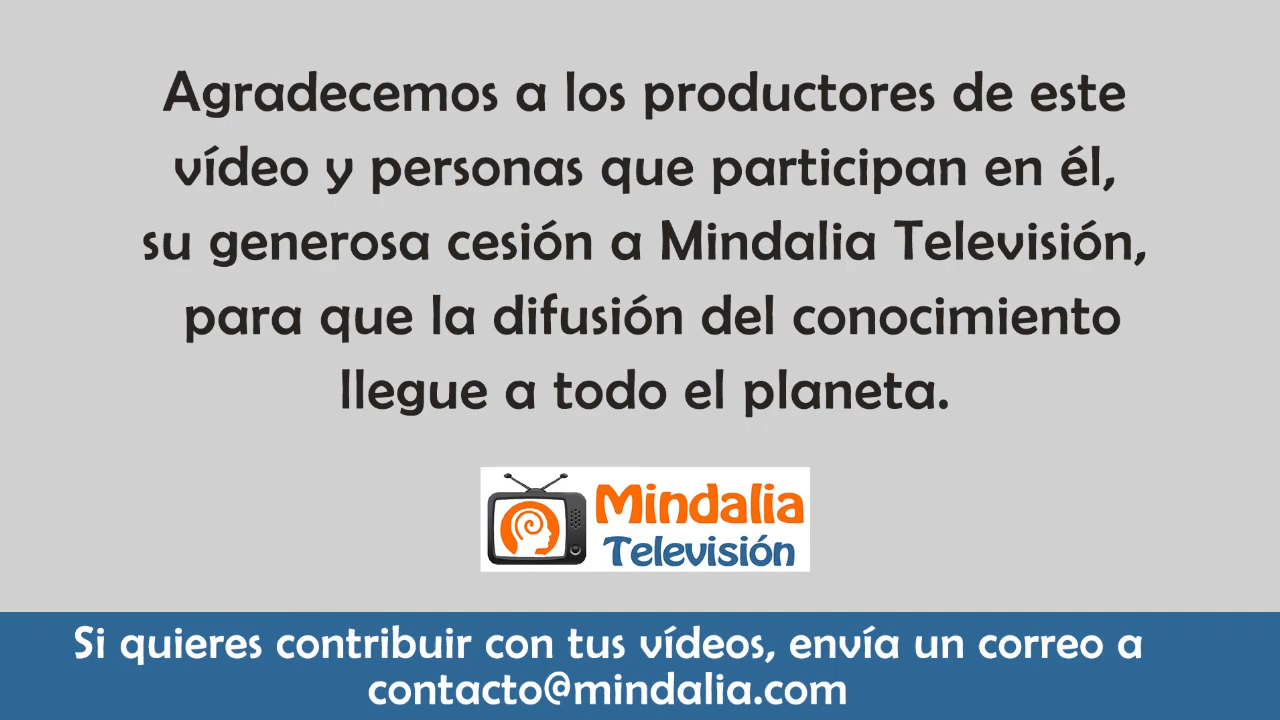 Agradecemos a los productores de este
vídeo y personas que participan en él,
su generosa cesión a Mindalia Televisión,
para que la difusión del conocimiento
llegue a todo el planeta.
Mindalia
Televisión
Si quieres contribuir con tus vídeos, envía un correo a
contacto@mindalia.com